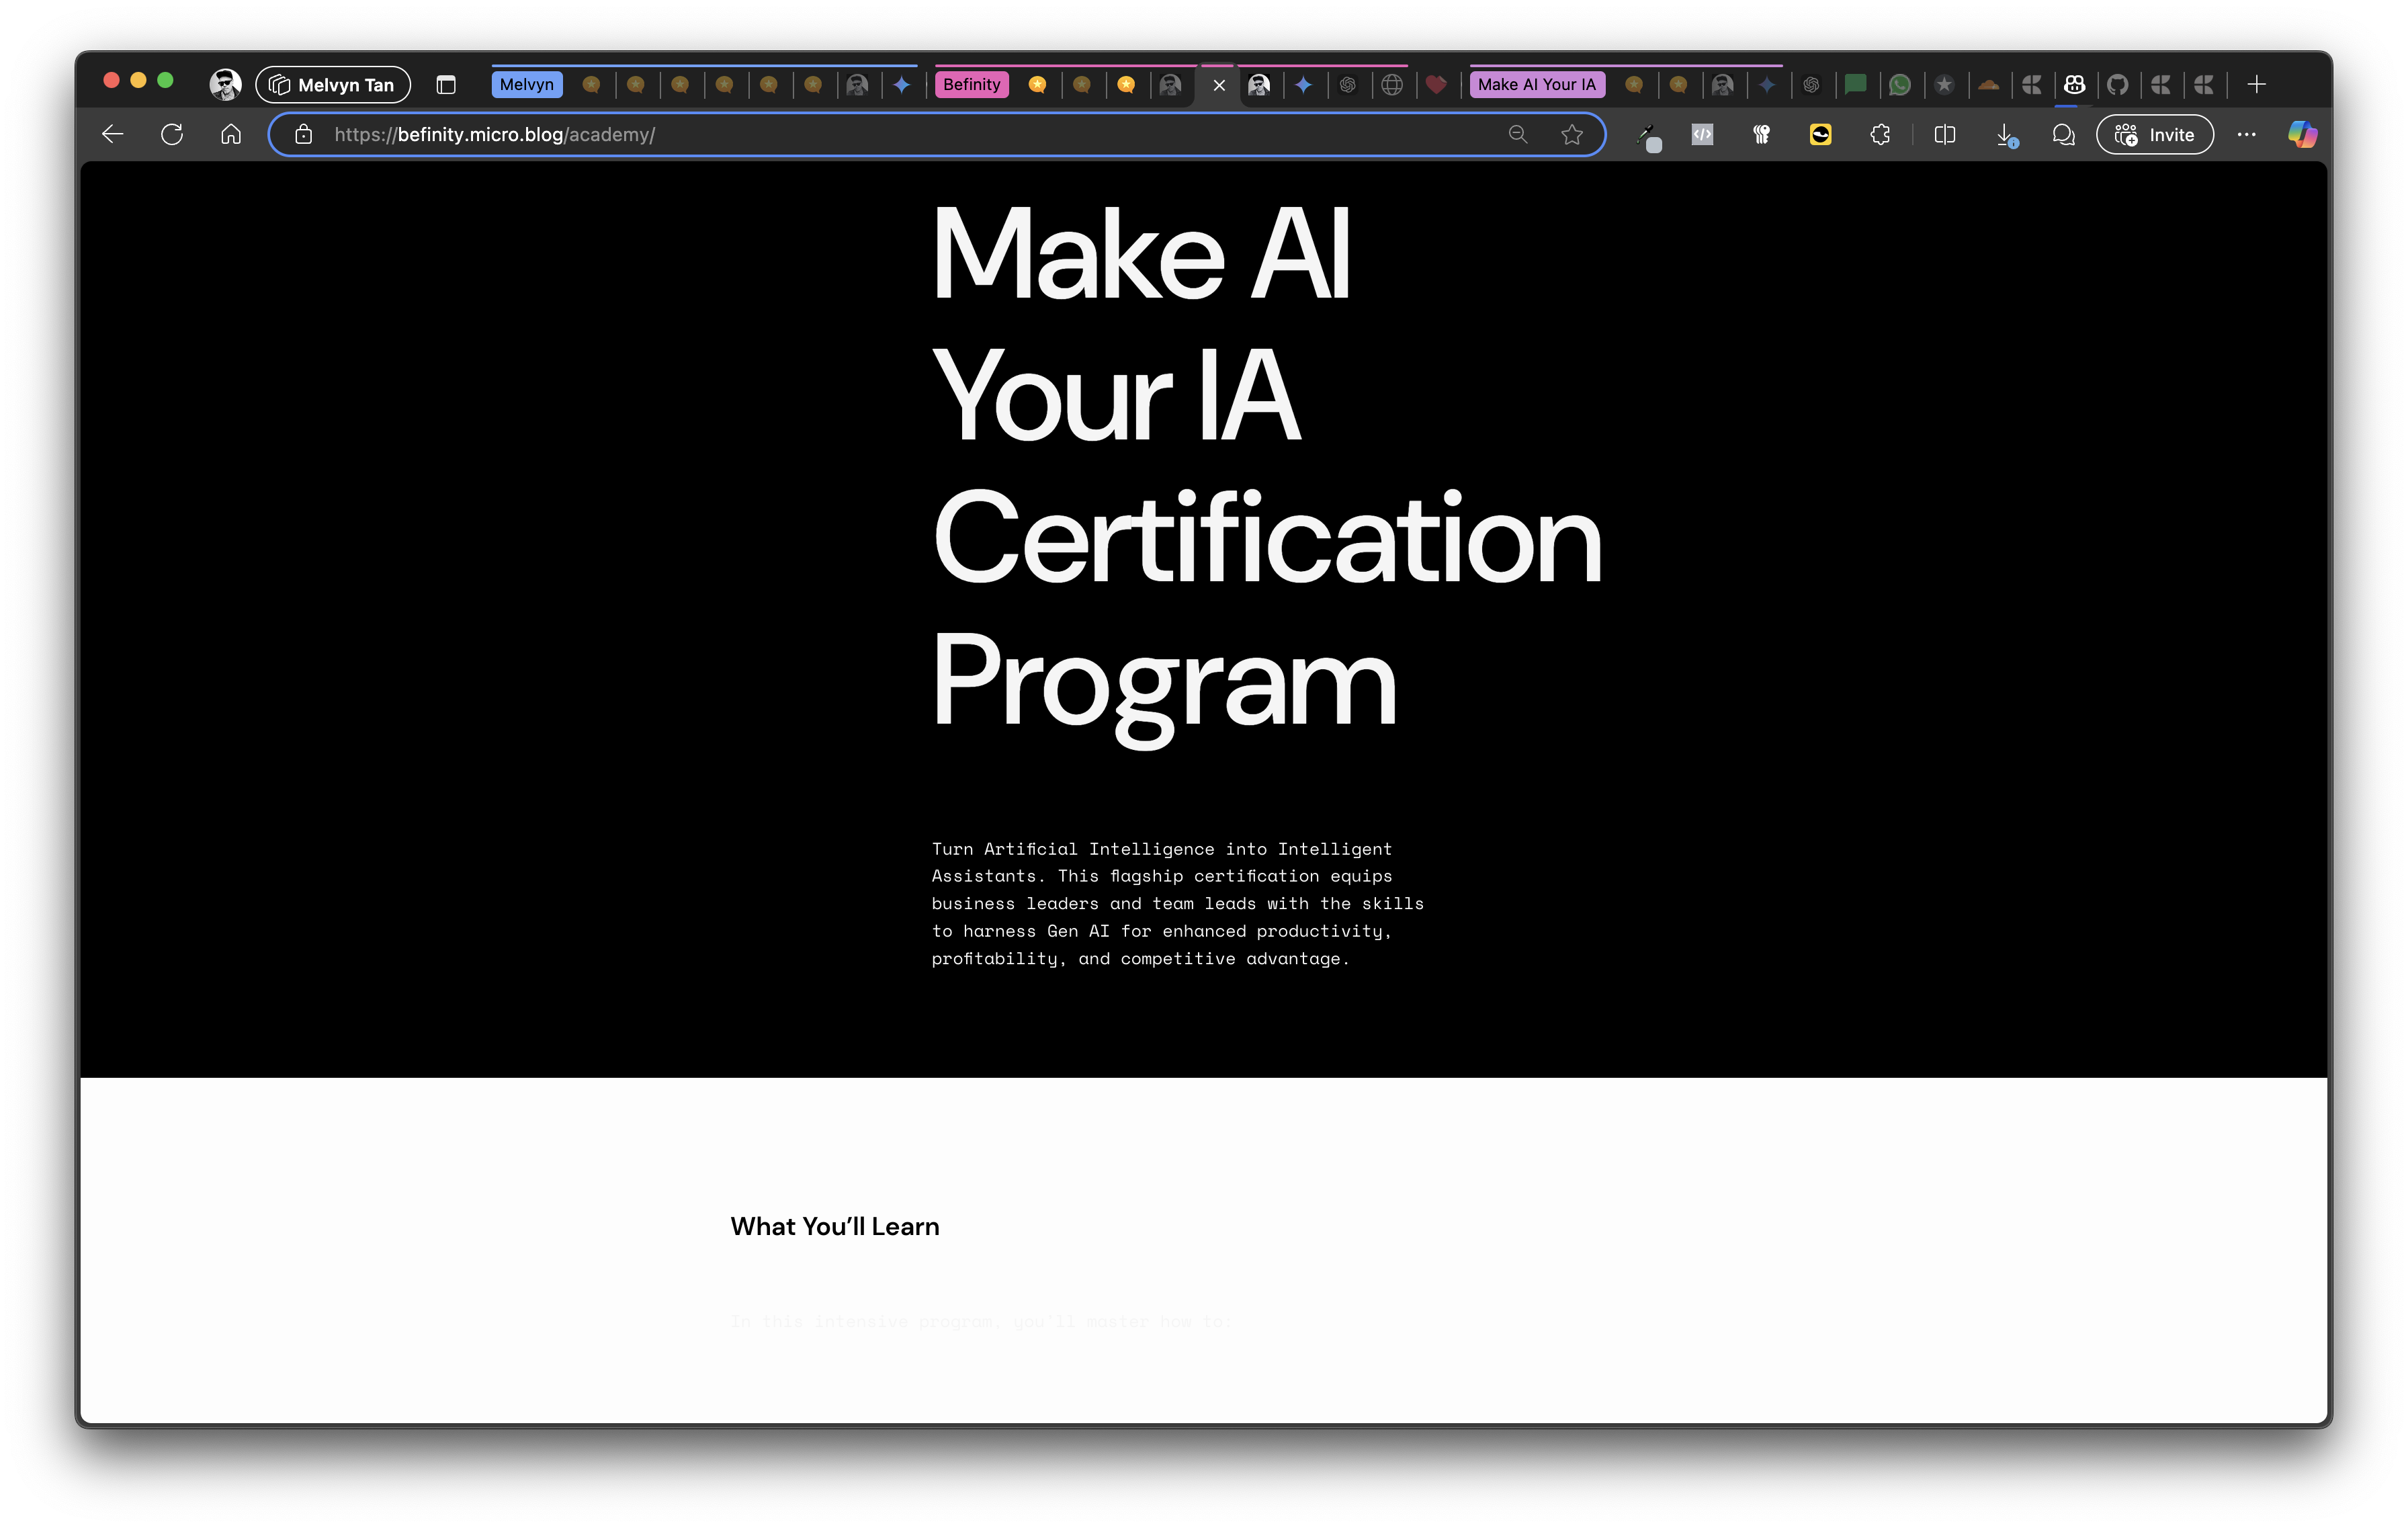 Melvyn Tan
Melvyn
Befinity
Make AI Your IA
https://befinity.micro.blog/academy/
Invite
Make AI
Your IA
Certification
Program
Turn Artificial Intelligence into Intelligent
Assistants. This flagship certification equips
business leaders and team leads with the skills
to harness Gen AI for enhanced productivity,
profitability, and competitive advantage.
What You’ll Learn
In this intensive program, you’ll master how to: